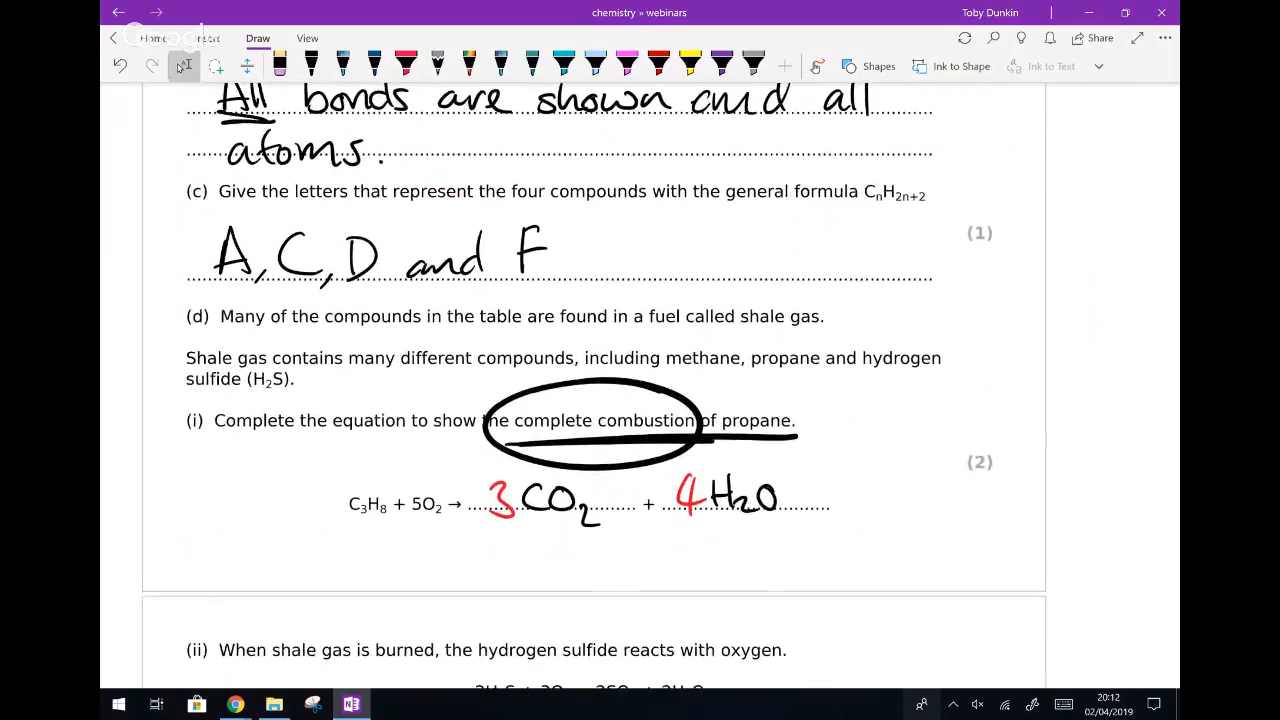 chemistry » webinars
Toby Dunkin
Home
Draw
View
Share
Shapes
Ink to Shape
Ink to Text
All bonds are shown and all
atoms.
(c) Give the letters that represent the four compounds with the general formula CₙH₂ₙ₊₂
(1)
A, C, D and F
(d) Many of the compounds in the table are found in a fuel called shale gas.
Shale gas contains many different compounds, including methane, propane and hydrogen
sulfide (H₂S).
(i) Complete the equation to show the complete combustion of propane.
(2)
C₃H₈ + 5O₂ → 3CO₂ + 4H₂O
(ii) When shale gas is burned, the hydrogen sulfide reacts with oxygen.
20:12
02/04/2019